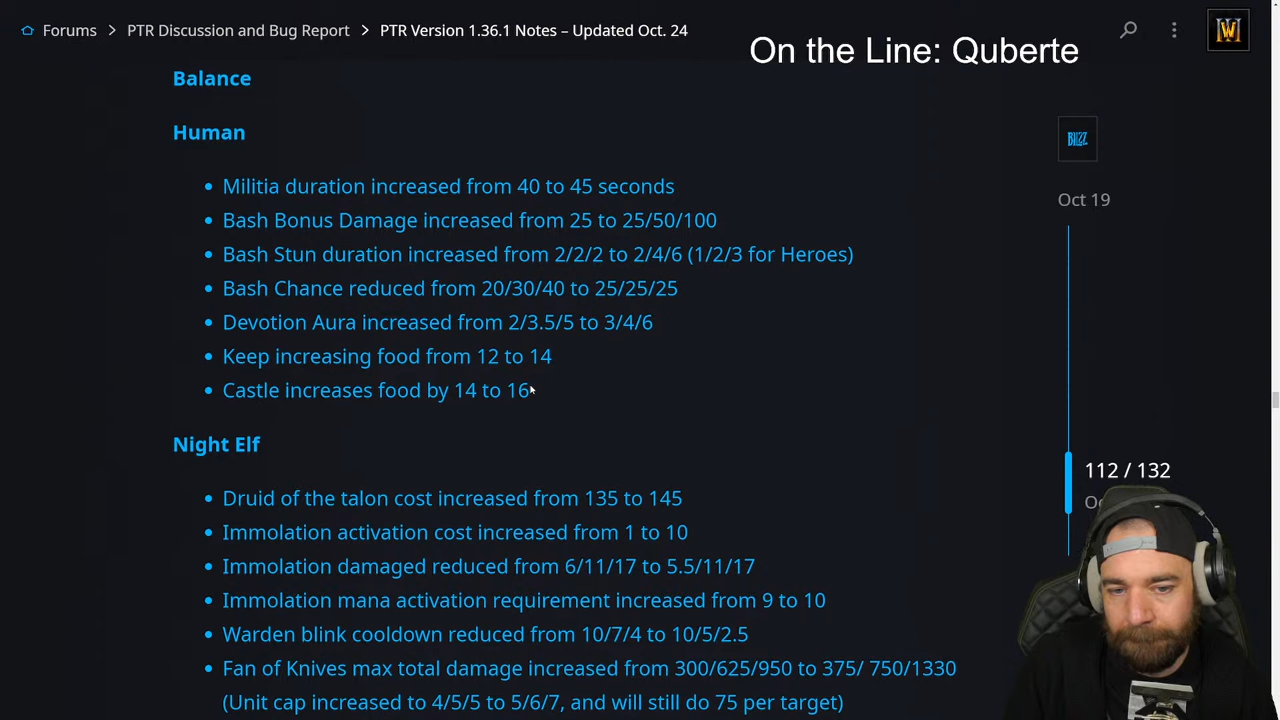 Forums > PTR Discussion and Bug Report > PTR Version 1.36.1 Notes – Updated Oct. 24
On the Line: Quberte
Balance
Human
BLIZZ
• Militia duration increased from 40 to 45 seconds
Oct 19
• Bash Bonus Damage increased from 25 to 25/50/100
• Bash Stun duration increased from 2/2/2 to 2/4/6 (1/2/3 for Heroes)
• Bash Chance reduced from 20/30/40 to 25/25/25
• Devotion Aura increased from 2/3.5/5 to 3/4/6
• Keep increasing food from 12 to 14
• Castle increases food by 14 to 16
Night Elf
112 / 132
• Druid of the talon cost increased from 135 to 145
• Immolation activation cost increased from 1 to 10
• Immolation damaged reduced from 6/11/17 to 5.5/11/17
• Immolation mana activation requirement increased from 9 to 10
• Warden blink cooldown reduced from 10/7/4 to 10/5/2.5
• Fan of Knives max total damage increased from 300/625/950 to 375/ 750/1330
(Unit cap increased to 4/5/5 to 5/6/7, and will still do 75 per target)